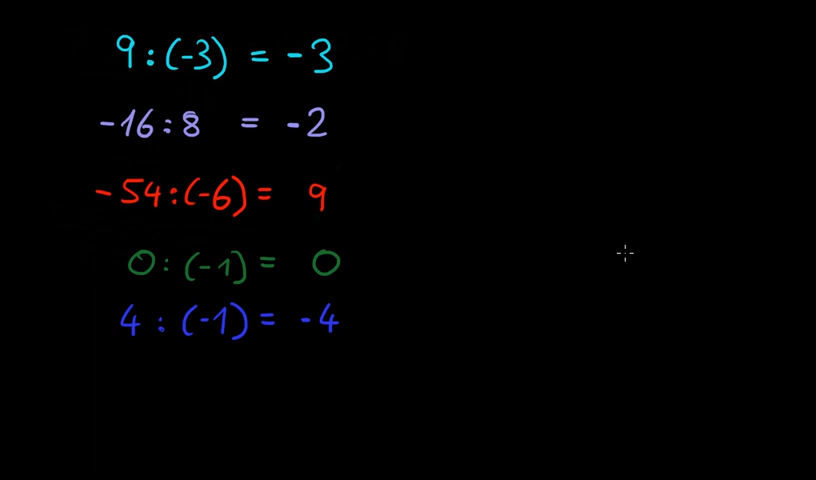 9 : (-3) = -3
-16 : 8 = -2
-54 : (-6) = 9
0 : (-1) = 0
4 : (-1) = -4